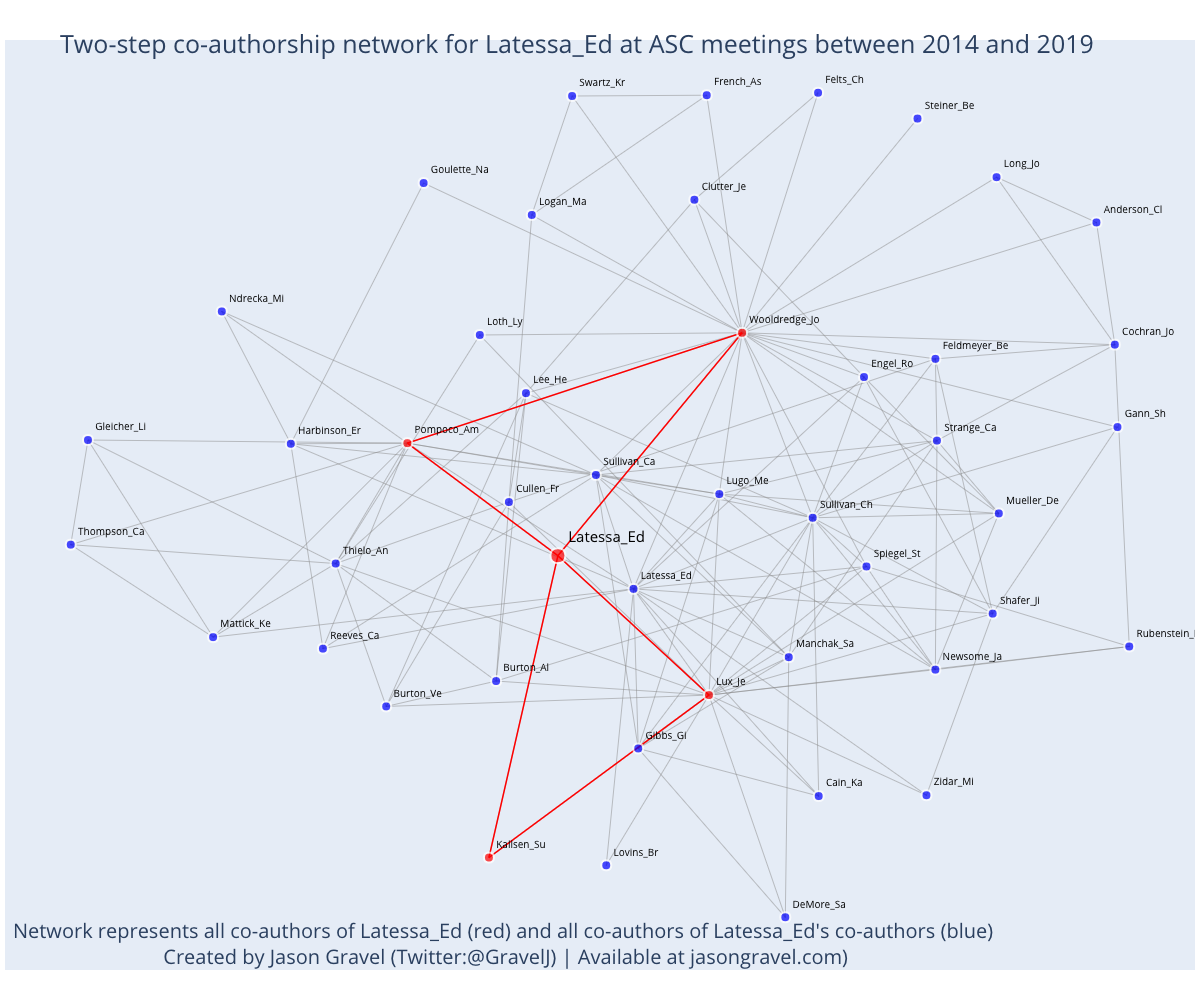 Two-step co-authorship network for Latessa_Ed at ASC meetings between 2014 and 2019
Swartz_Kr
French_As
Felts_Ch
Steiner_Be
Long_Jo
Goulette_Na
Logan_Ma
Clutter_Je
Anderson_Cl
Ndrecka_Mi
Loth_Ly
Wooldredge_Jo
Cochran_Jo
Feldmeyer_Be
Engel_Ro
Lee_He
Gann_Sh
Gleicher_Li
Harbinson_Er
Pompoco_Am
Strange_Ca
Sullivan_Ca
Lugo_Me
Cullen_Fr
Sullivan_Ch
Mueller_De
Thompson_Ca
Latessa_Ed
Thielo_An
Spiegel_St
Latessa_Ed
Shafer_Ji
Mattick_Ke
Reeves_Ca
Rubenstein_
Manchak_Sa
Newsome_Ja
Burton_Al
Lux_Je
Burton_Ve
Gibbs_Gi
Cain_Ka
Zidar_Mi
Kallsen_Su
Lovins_Br
DeMore_Sa
Network represents all co-authors of Latessa_Ed (red) and all co-authors of Latessa_Ed's co-authors (blue)
Created by Jason Gravel (Twitter:@GravelJ) | Available at jasongravel.com)